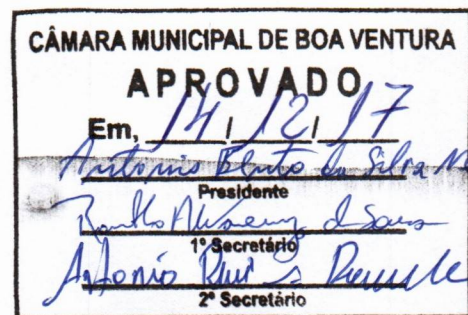 CÂMARA MUNICIPAL DE BOA VENTURA
APROVADO
Em, 14 / 12 / 17
Antonio Bento da Silva
Presidente
1º Secretário
Antonio
2º Secretário